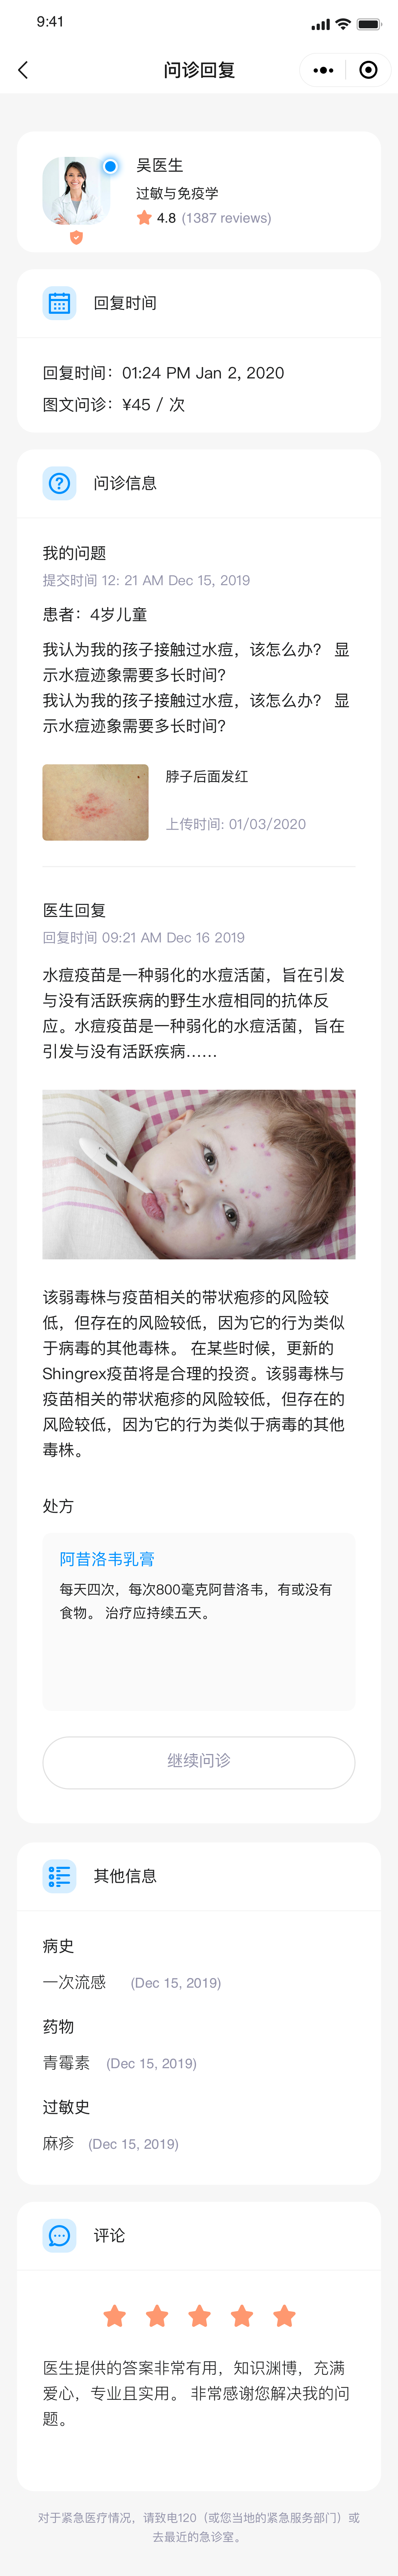 9:41
问诊回复
吴医生
过敏与免疫学
4.8 (1387 reviews)
回复时间
回复时间：01:24 PM Jan 2, 2020
图文问诊：¥45 / 次
问诊信息
我的问题
提交时间 12: 21 AM Dec 15, 2019
患者：4岁儿童
我认为我的孩子接触过水痘，该怎么办？ 显
示水痘迹象需要多长时间？
我认为我的孩子接触过水痘，该怎么办？ 显
示水痘迹象需要多长时间？
脖子后面发红
上传时间: 01/03/2020
医生回复
回复时间 09:21 AM Dec 16 2019
水痘疫苗是一种弱化的水痘活菌，旨在引发
与没有活跃疾病的野生水痘相同的抗体反
应。水痘疫苗是一种弱化的水痘活菌，旨在
引发与没有活跃疾病......
该弱毒株与疫苗相关的带状疱疹的风险较
低，但存在的风险较低，因为它的行为类似
于病毒的其他毒株。 在某些时候，更新的
Shingrex疫苗将是合理的投资。该弱毒株与
疫苗相关的带状疱疹的风险较低，但存在的
风险较低，因为它的行为类似于病毒的其他
毒株。
处方
阿昔洛韦乳膏
每天四次，每次800毫克阿昔洛韦，有或没有
食物。 治疗应持续五天。
继续问诊
其他信息
病史
一次流感 (Dec 15, 2019)
药物
青霉素 (Dec 15, 2019)
过敏史
麻疹 (Dec 15, 2019)
评论
医生提供的答案非常有用，知识渊博，充满
爱心，专业且实用。 非常感谢您解决我的问
题。
对于紧急医疗情况，请致电120（或您当地的紧急服务部门）或
去最近的急诊室。